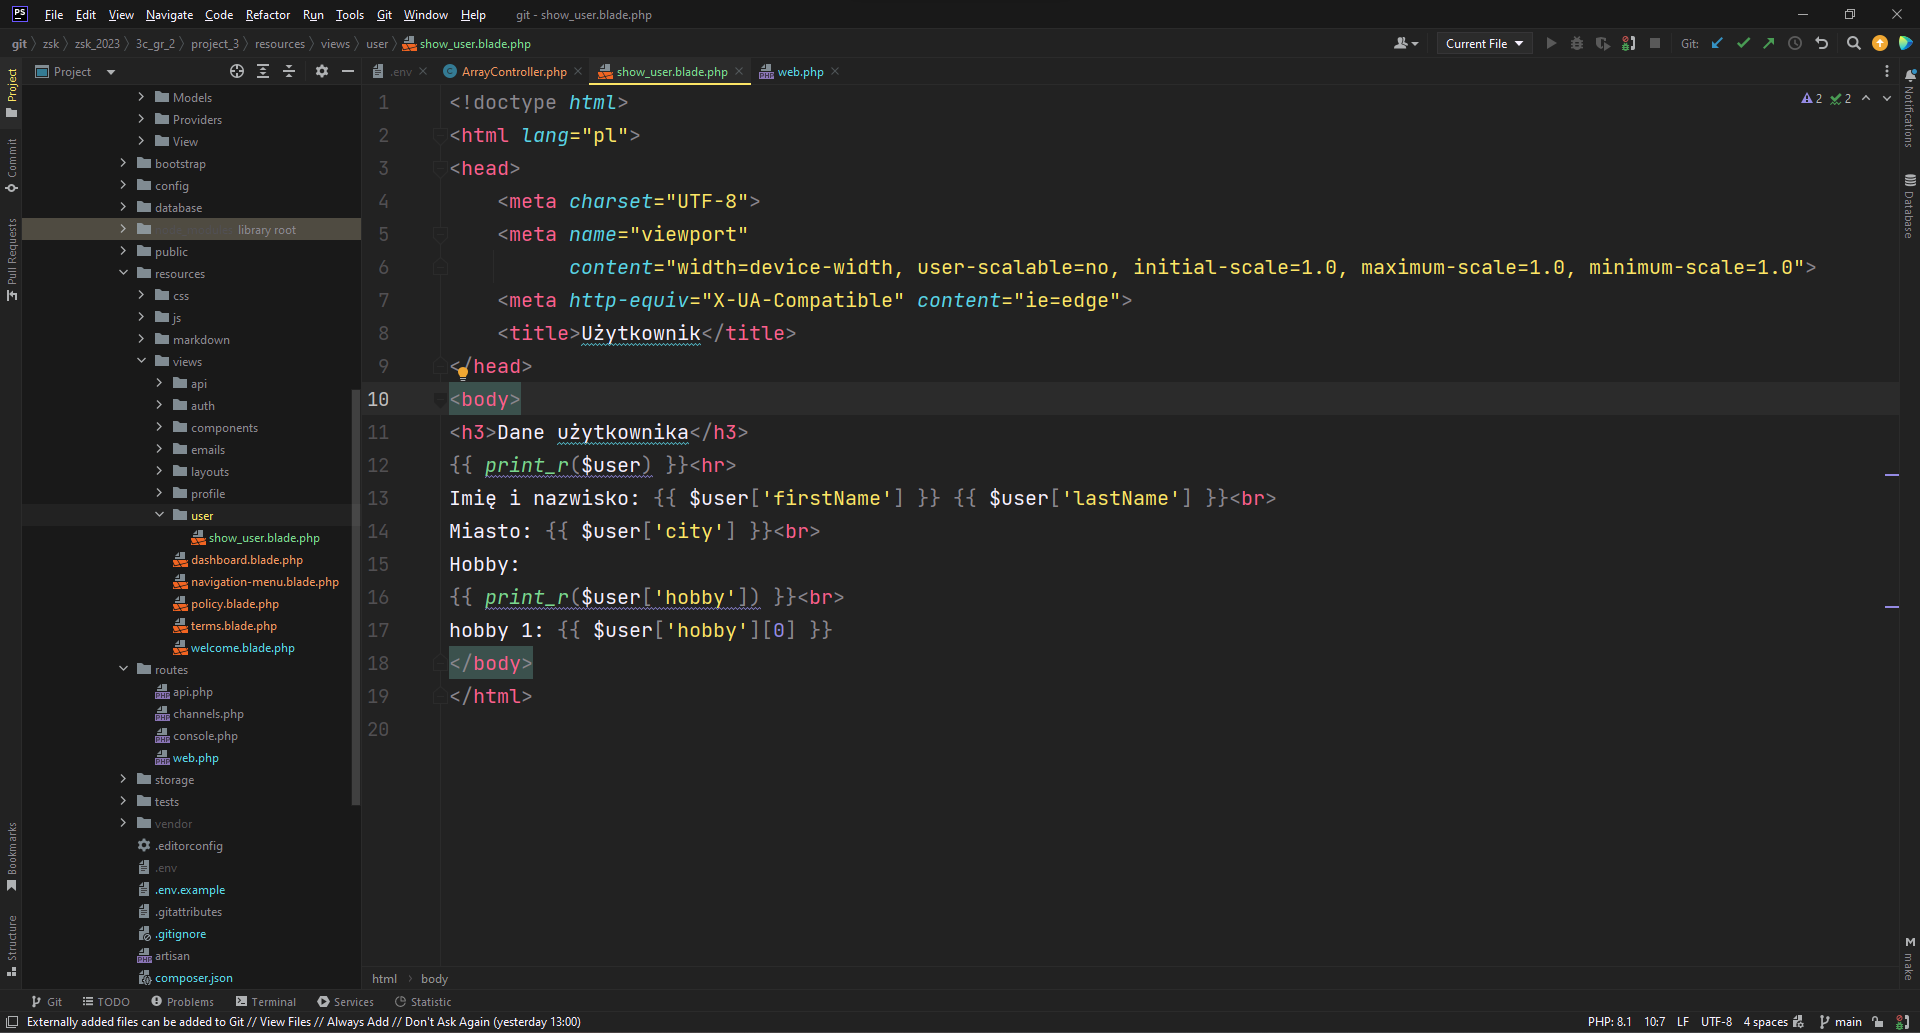 PS File Edit View Navigate Code Refactor Run Tools Git Window Help git - show_user.blade.php
git zsk zsk_2023 3c_gr_2 project_3 resources views user show_user.blade.php Current File Git:
Project .env ArrayController.php show_user.blade.php web.php
Project
Commit
Pull Requests
Bookmarks
Structure
Models
Providers
View
bootstrap
config
database
library root
public
resources
css
js
markdown
views
api
auth
components
emails
layouts
profile
user
show_user.blade.php
dashboard.blade.php
navigation-menu.blade.php
policy.blade.php
terms.blade.php
welcome.blade.php
routes
api.php
channels.php
console.php
web.php
storage
tests
vendor
.editorconfig
.env
.env.example
.gitattributes
.gitignore
artisan
composer.json
2 2
1 <!doctype html>
2 <html lang="pl">
3 <head>
4 <meta charset="UTF-8">
5 <meta name="viewport"
6 content="width=device-width, user-scalable=no, initial-scale=1.0, maximum-scale=1.0, minimum-scale=1.0">
7 <meta http-equiv="X-UA-Compatible" content="ie=edge">
8 <title>Użytkownik</title>
9 </head>
10 <body>
11 <h3>Dane użytkownika</h3>
12 {{ print_r($user) }}<hr>
13 Imię i nazwisko: {{ $user['firstName'] }} {{ $user['lastName'] }}<br>
14 Miasto: {{ $user['city'] }}<br>
15 Hobby:
16 {{ print_r($user['hobby']) }}<br>
17 hobby 1: {{ $user['hobby'][0] }}
18 </body>
19 </html>
20
Notifications
Database
M make
html body
Git TODO Problems Terminal Services Statistic
Externally added files can be added to Git // View Files // Always Add // Don't Ask Again (yesterday 13:00) PHP: 8.1 10:7 LF UTF-8 4 spaces main